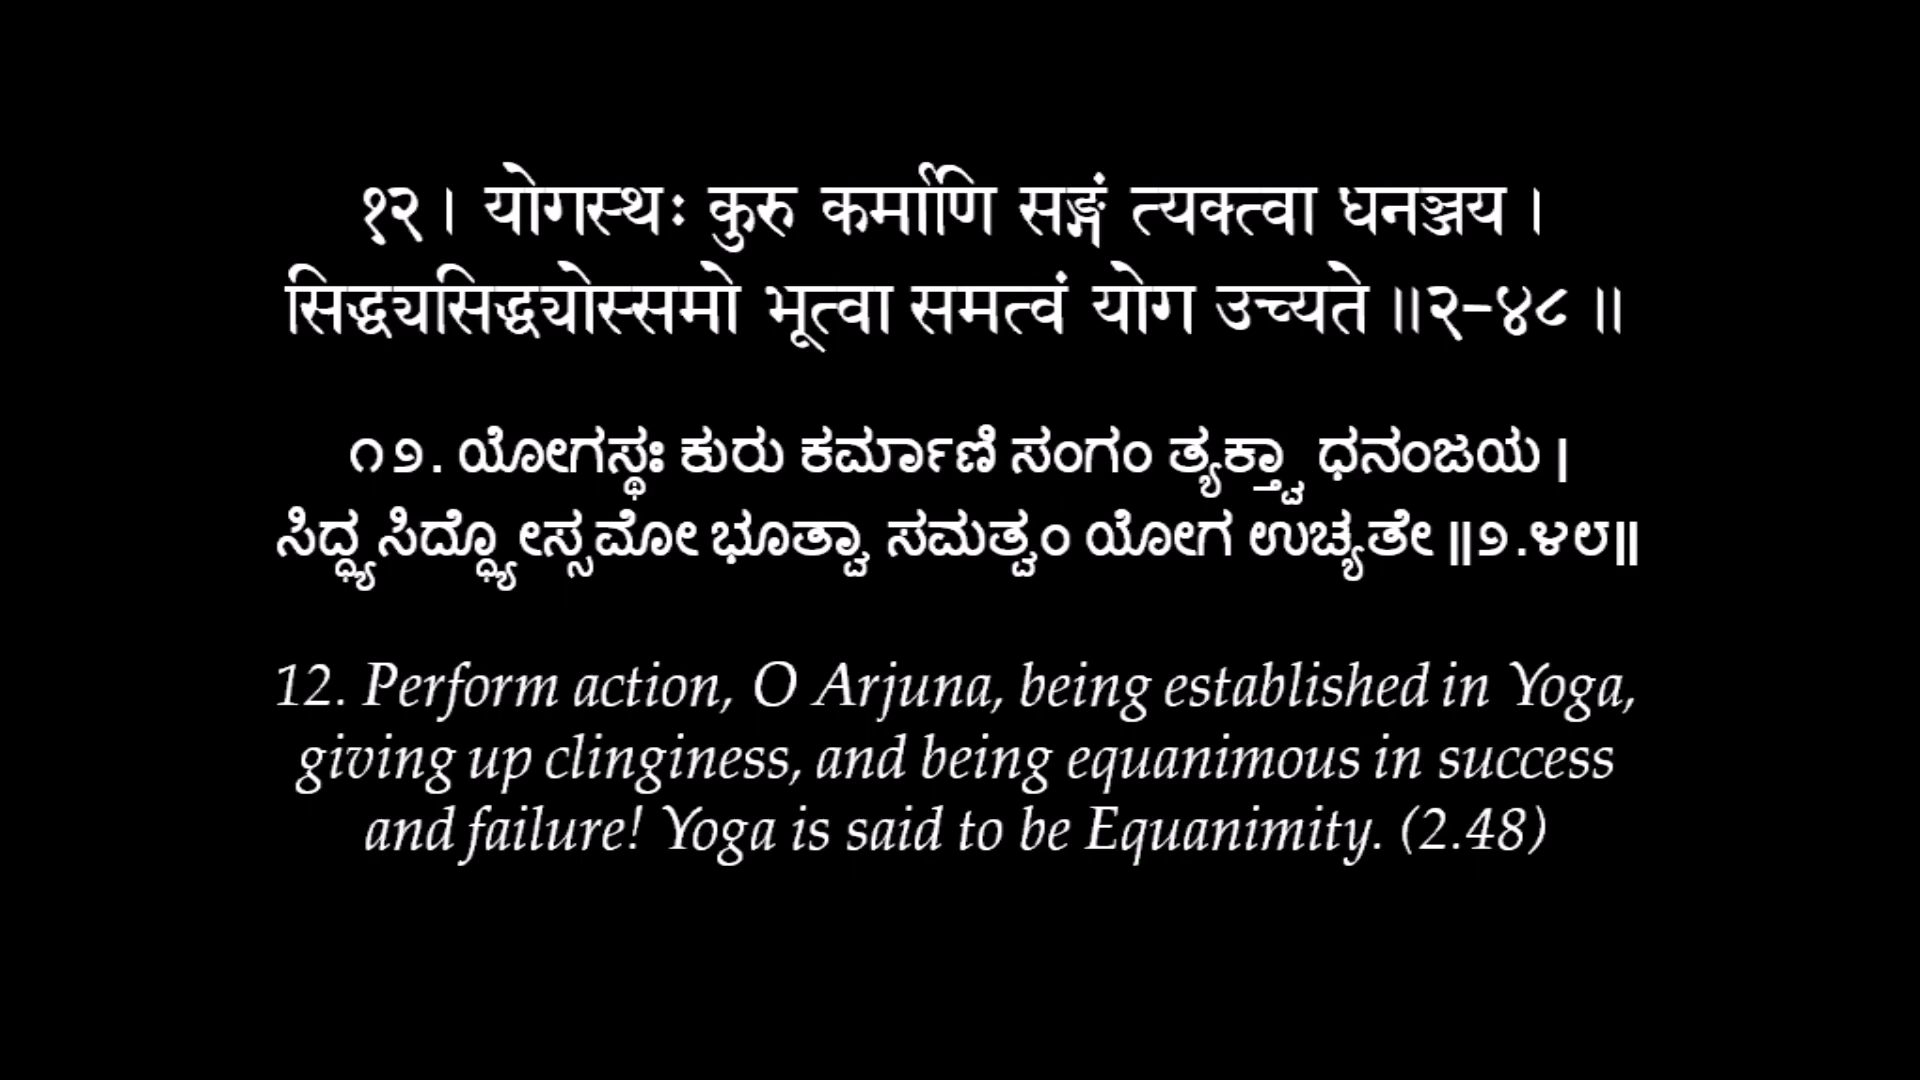 १२ । योगस्थः कुरु कर्माणि सङ्गं त्यक्त्वा धनञ्जय ।
सिद्ध्यसिद्ध्योस्समो भूत्वा समत्वं योग उच्यते ॥२-४८ ॥
೧೨. ಯೋಗಸ್ಥಃ ಕುರು ಕರ್ಮಾಣಿ ಸಂಗಂ ತ್ಯಕ್ತ್ವಾ ಧನಂಜಯ |
ಸಿದ್ಧ್ಯಸಿದ್ಧ್ಯೋಸ್ಸಮೋ ಭೂತ್ವಾ ಸಮತ್ವಂ ಯೋಗ ಉಚ್ಯತೇ ||೨.೪೮||
12. Perform action, O Arjuna, being established in Yoga,
giving up clinginess, and being equanimous in success
and failure! Yoga is said to be Equanimity. (2.48)